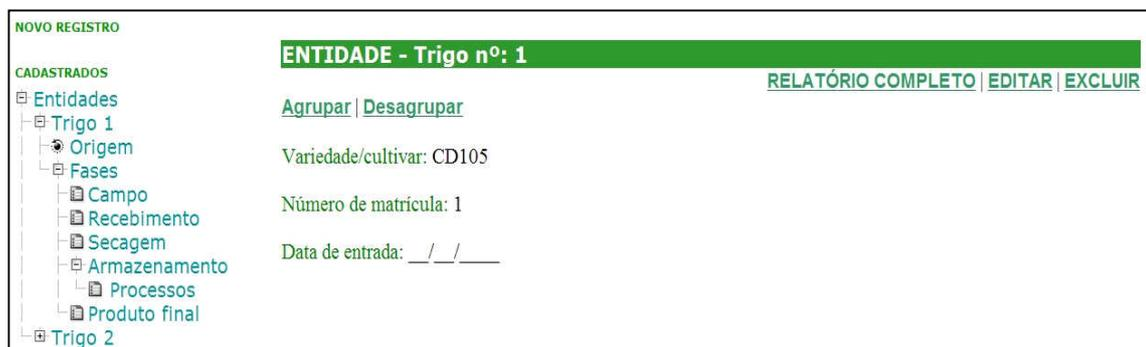 NOVO REGISTRO
CADASTRADOS
Entidades
Trigo 1
Origem
Fases
Campo
Recebimento
Secagem
Armazenamento
Processos
Produto final
Trigo 2
ENTIDADE - Trigo nº: 1
RELATÓRIO COMPLETO | EDITAR | EXCLUIR
Agrupar | Desagrupar
Variedade/cultivar: CD105
Número de matrícula: 1
Data de entrada: __/__/____